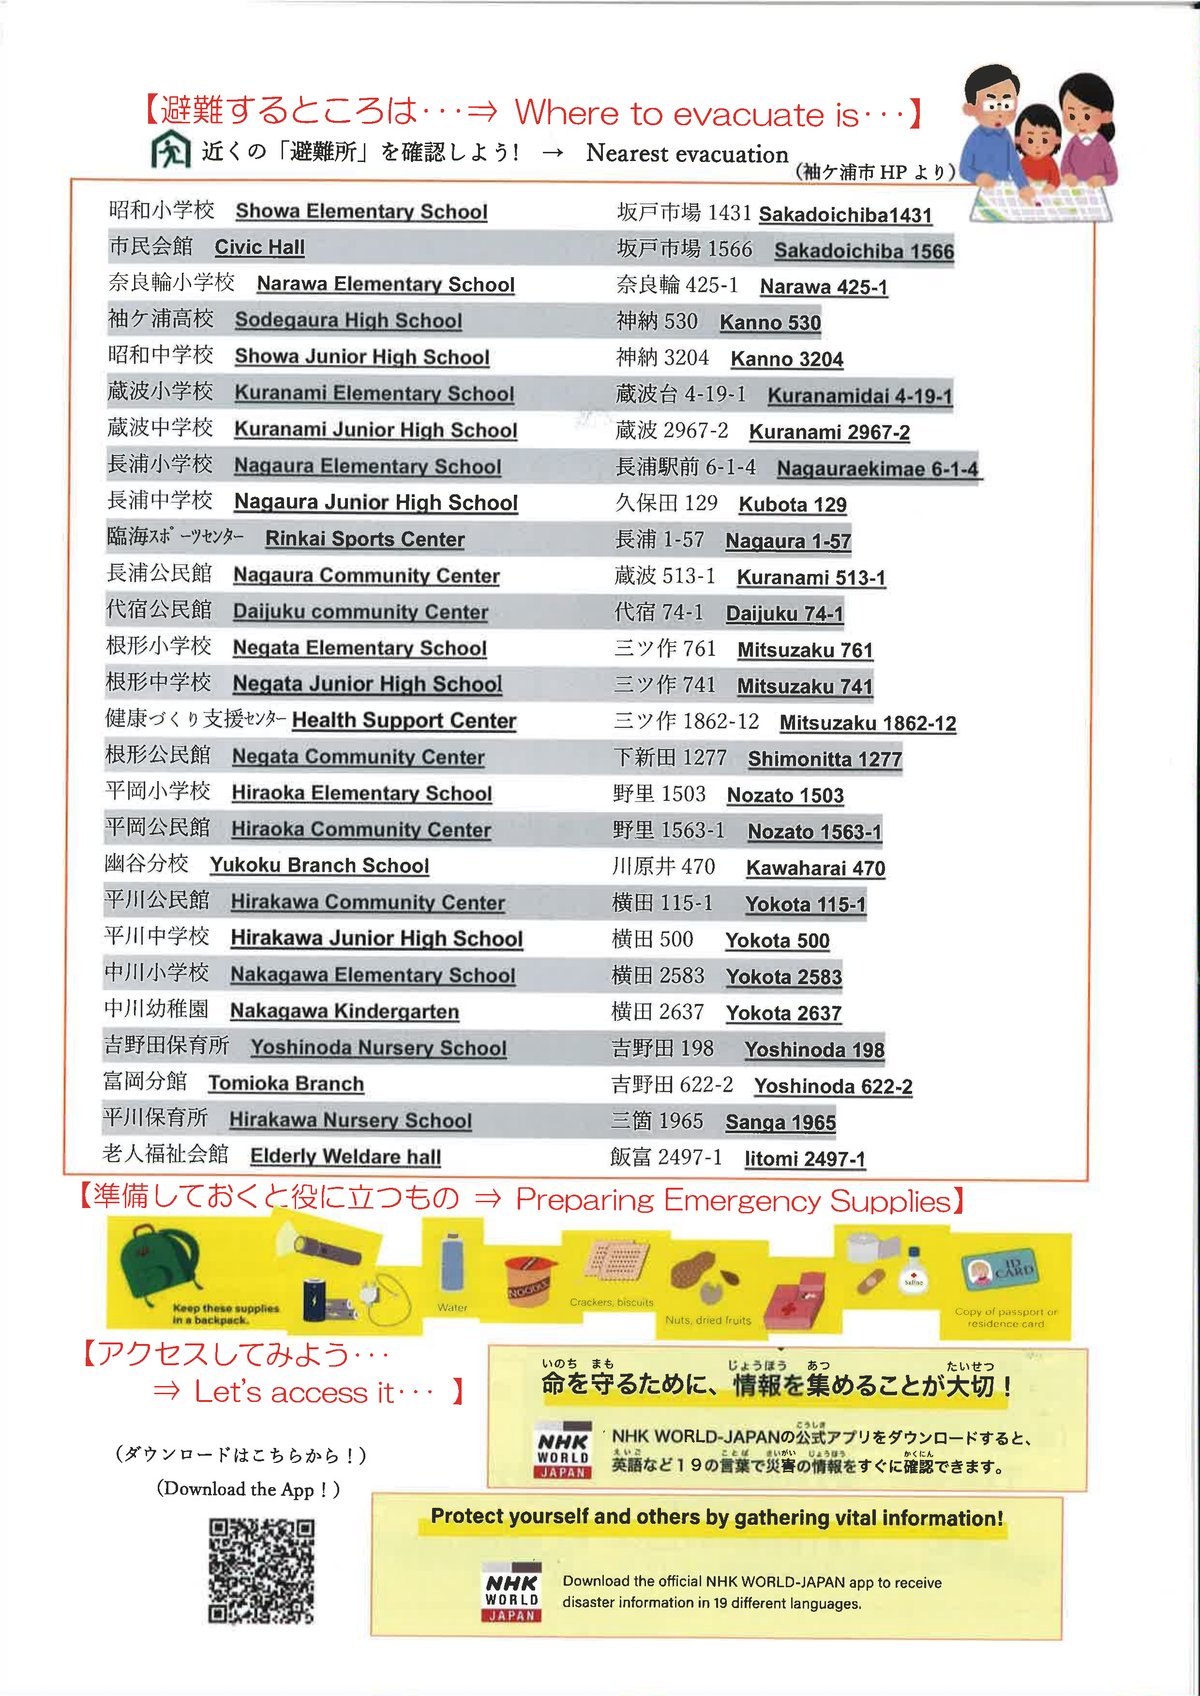 【避難するところは･･･⇒ Where to evacuate is･･･】
近くの「避難所」を確認しよう! → Nearest evacuation
（袖ケ浦市 HP より）
昭和小学校 Showa Elementary School 坂戸市場 1431 Sakadoichiba1431
市民会館 Civic Hall 坂戸市場 1566 Sakadoichiba 1566
奈良輪小学校 Narawa Elementary School 奈良輪 425-1 Narawa 425-1
袖ケ浦高校 Sodegaura High School 神納 530 Kanno 530
昭和中学校 Showa Junior High School 神納 3204 Kanno 3204
蔵波小学校 Kuranami Elementary School 蔵波台 4-19-1 Kuranamidai 4-19-1
蔵波中学校 Kuranami Junior High School 蔵波 2967-2 Kuranami 2967-2
長浦小学校 Nagaura Elementary School 長浦駅前 6-1-4 Nagauraekimae 6-1-4
長浦中学校 Nagaura Junior High School 久保田 129 Kubota 129
臨海ｽﾎﾟｰﾂｾﾝﾀｰ Rinkai Sports Center 長浦 1-57 Nagaura 1-57
長浦公民館 Nagaura Community Center 蔵波 513-1 Kuranami 513-1
代宿公民館 Daijuku community Center 代宿 74-1 Daijuku 74-1
根形小学校 Negata Elementary School 三ツ作 761 Mitsuzaku 761
根形中学校 Negata Junior High School 三ツ作 741 Mitsuzaku 741
健康づくり支援ｾﾝﾀｰ Health Support Center 三ツ作 1862-12 Mitsuzaku 1862-12
根形公民館 Negata Community Center 下新田 1277 Shimonitta 1277
平岡小学校 Hiraoka Elementary School 野里 1503 Nozato 1503
平岡公民館 Hiraoka Community Center 野里 1563-1 Nozato 1563-1
幽谷分校 Yukoku Branch School 川原井 470 Kawaharai 470
平川公民館 Hirakawa Community Center 横田 115-1 Yokota 115-1
平川中学校 Hirakawa Junior High School 横田 500 Yokota 500
中川小学校 Nakagawa Elementary School 横田 2583 Yokota 2583
中川幼稚園 Nakagawa Kindergarten 横田 2637 Yokota 2637
吉野田保育所 Yoshinoda Nursery School 吉野田 198 Yoshinoda 198
富岡分館 Tomioka Branch 吉野田 622-2 Yoshinoda 622-2
平川保育所 Hirakawa Nursery School 三箇 1965 Sanga 1965
老人福祉会館 Elderly Weldare hall 飯富 2497-1 Iitomi 2497-1
【準備しておくと役に立つもの ⇒ Preparing Emergency Supplies】
Keep these supplies
in a backpack.
Water
NOODLE
Crackers, biscuits
Nuts, dried fruits
Saline
ID
CARD
Copy of passport or
residence card
【アクセスしてみよう･･･
⇒ Let's access it･･･ 】
（ダウンロードはこちらから！）
（Download the App！）
いのち まも じょうほう あつ たいせつ
命を守るために、情報を集めることが大切！
NHK
WORLD
JAPAN
こうしき
NHK WORLD-JAPANの公式アプリをダウンロードすると、
えいご ことば さいがい じょうほう かくにん
英語など１９の言葉で災害の情報をすぐに確認できます。
Protect yourself and others by gathering vital information!
NHK
WORLD
JAPAN
Download the official NHK WORLD-JAPAN app to receive
disaster information in 19 different languages.